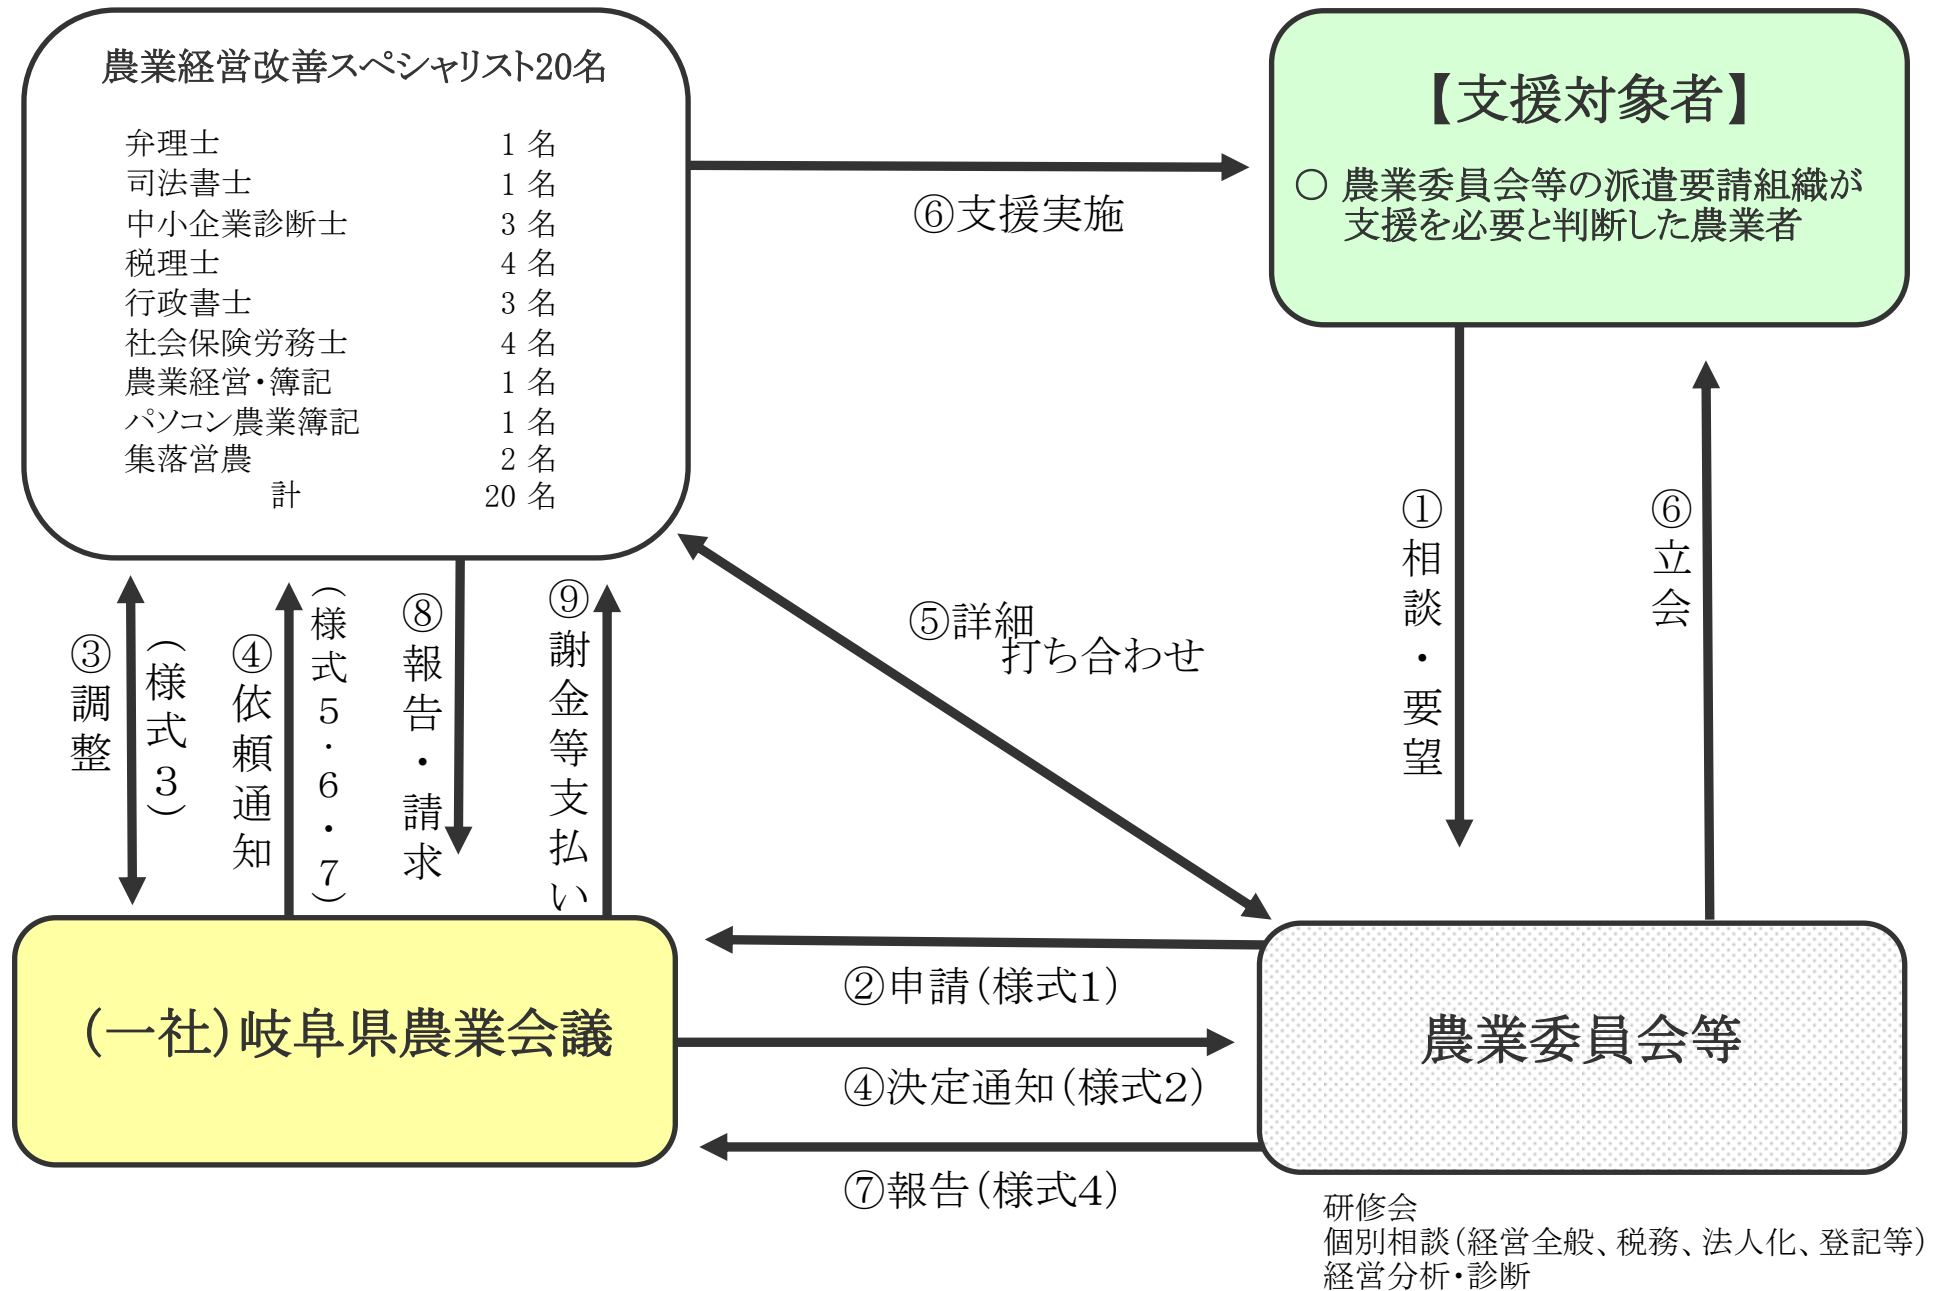 農業経営改善スペシャリスト20名
弁理士 1 名
司法書士 1 名
中小企業診断士 3 名
税理士 4 名
行政書士 3 名
社会保険労務士 4 名
農業経営・簿記 1 名
パソコン農業簿記 1 名
集落営農 2 名
計 20 名
【支援対象者】
○ 農業委員会等の派遣要請組織が
支援を必要と判断した農業者
⑥支援実施
①相談・要望
⑥立会
⑤詳細
打ち合わせ
③調整
（様式３）
④依頼通知
（様式５・６・７）
⑧報告・請求
⑨謝金等支払い
（一社）岐阜県農業会議
②申請（様式１）
④決定通知（様式２）
⑦報告（様式４）
農業委員会等
研修会
個別相談（経営全般、税務、法人化、登記等）
経営分析・診断